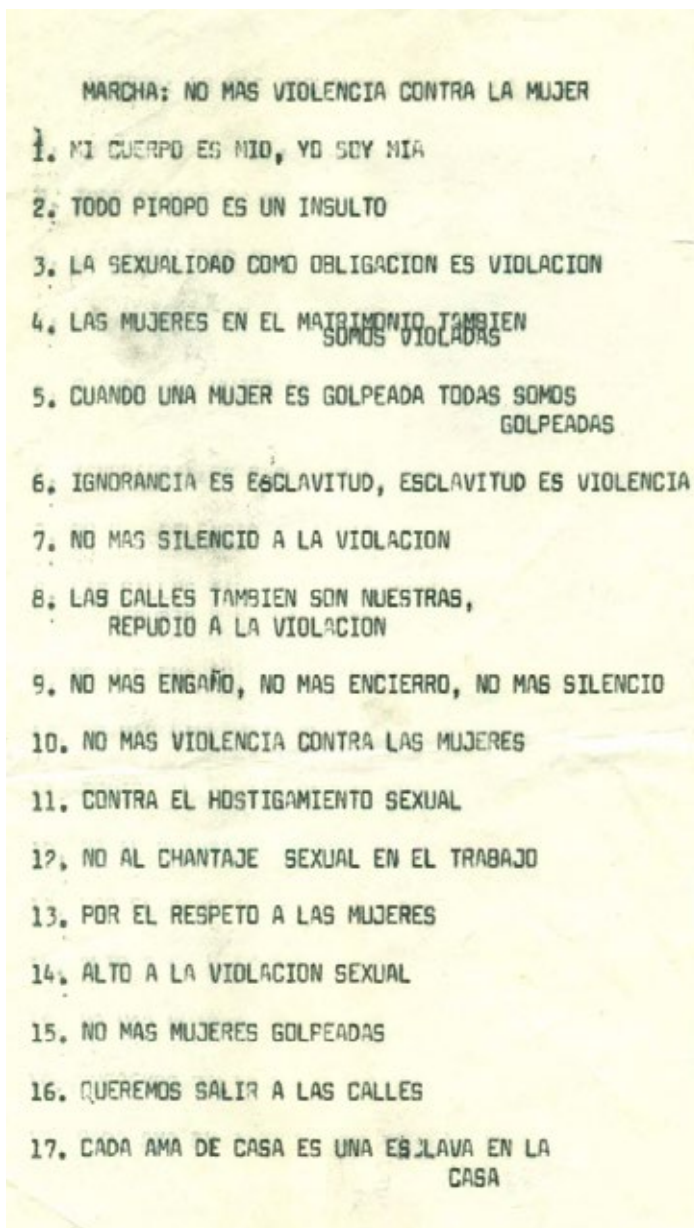 MARCHA: NO MAS VIOLENCIA CONTRA LA MUJER
1. MI CUERPO ES MIO, YO SOY MIA
2. TODO PIROPO ES UN INSULTO
3. LA SEXUALIDAD COMO OBLIGACION ES VIOLACION
4. LAS MUJERES EN EL MATRIMONIO TAMBIEN
SOMOS VIOLADAS
5. CUANDO UNA MUJER ES GOLPEADA TODAS SOMOS
GOLPEADAS
6. IGNORANCIA ES ESCLAVITUD, ESCLAVITUD ES VIOLENCIA
7. NO MAS SILENCIO A LA VIOLACION
8. LAS CALLES TAMBIEN SON NUESTRAS,
REPUDIO A LA VIOLACION
9. NO MAS ENGAÑO, NO MAS ENCIERRO, NO MAS SILENCIO
10. NO MAS VIOLENCIA CONTRA LAS MUJERES
11. CONTRA EL HOSTIGAMIENTO SEXUAL
12. NO AL CHANTAJE SEXUAL EN EL TRABAJO
13. POR EL RESPETO A LAS MUJERES
14. ALTO A LA VIOLACION SEXUAL
15. NO MAS MUJERES GOLPEADAS
16. QUEREMOS SALIR A LAS CALLES
17. CADA AMA DE CASA ES UNA ESCLAVA EN LA
CASA